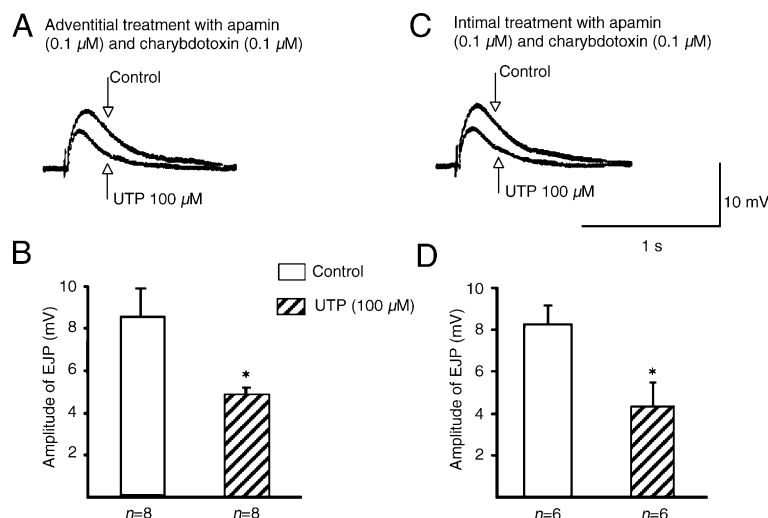 A
Adventitial treatment with apamin
(0.1 µM) and charybdotoxin (0.1 µM)
Control
UTP 100 µM
C
Intimal treatment with apamin
(0.1 µM) and charybdotoxin (0.1 µM)
Control
UTP 100 µM
10 mV
1 s
B
Control
UTP (100 µM)
Amplitude of EJP (mV)
10
8
6
4
2
*
n=8
n=8
D
Amplitude of EJP (mV)
10
8
6
4
2
*
n=6
n=6